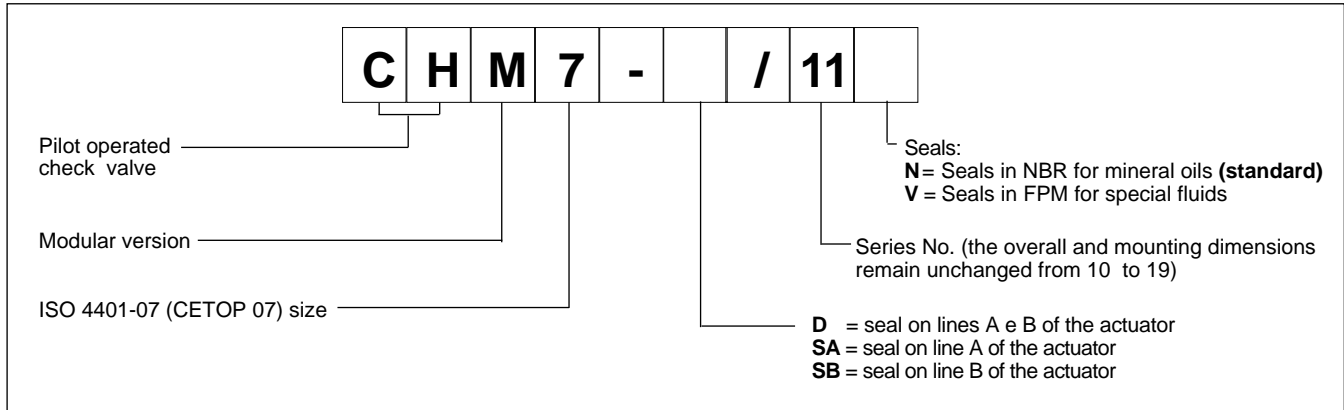 C H M 7 - / 11
Pilot operated
check valve
Modular version
ISO 4401-07 (CETOP 07) size
Seals:
N = Seals in NBR for mineral oils (standard)
V = Seals in FPM for special fluids
Series No. (the overall and mounting dimensions
remain unchanged from 10 to 19)
D = seal on lines A e B of the actuator
SA = seal on line A of the actuator
SB = seal on line B of the actuator